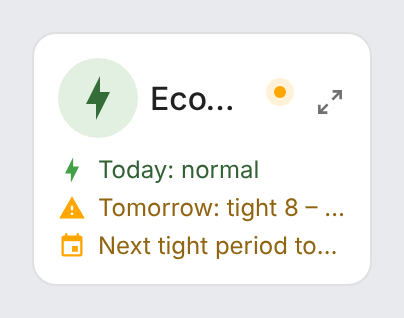 Eco...
Today: normal
Tomorrow: tight 8 – ...
Next tight period to...